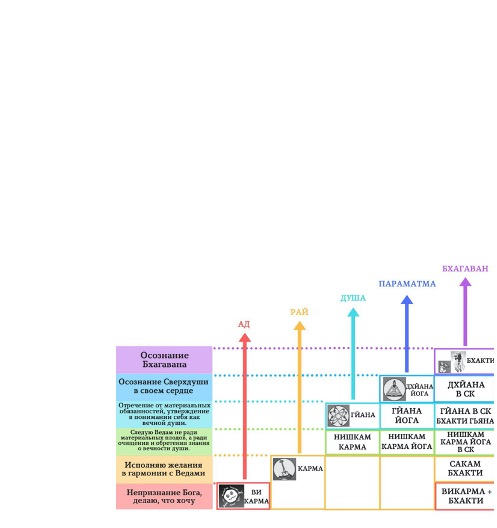 БХАГАВАН
ПАРАМАТМА
ДУША
РАЙ
АД
Осознание
Бхагавана
БХАКТИ
Осознание Сверхдуши
в своем сердце
ДХЙАНА
ЙОГА
ДХЙАНА
В СК
Отречение от материальных
обязанностей, утверждение
в понимании себя как
вечной души.
ГЙАНА
ГЙАНА
ЙОГА
ГЙАНА В СК
БХАКТИ ГЬЯНА
Следую Ведам не ради
материальных плодов, а ради
очищения и обретения знания
о вечности души.
НИШКАМ
КАРМА
НИШКАМ
КАРМА ЙОГА
НИШКАМ
КАРМА ЙОГА
В СК
Исполняю желания
в гармонии с Ведами
КАРМА
САКАМ
БХАКТИ
Непризнание Бога,
делаю, что хочу
ВИ
КАРМА
ВИКАРМА +
БХАКТИ